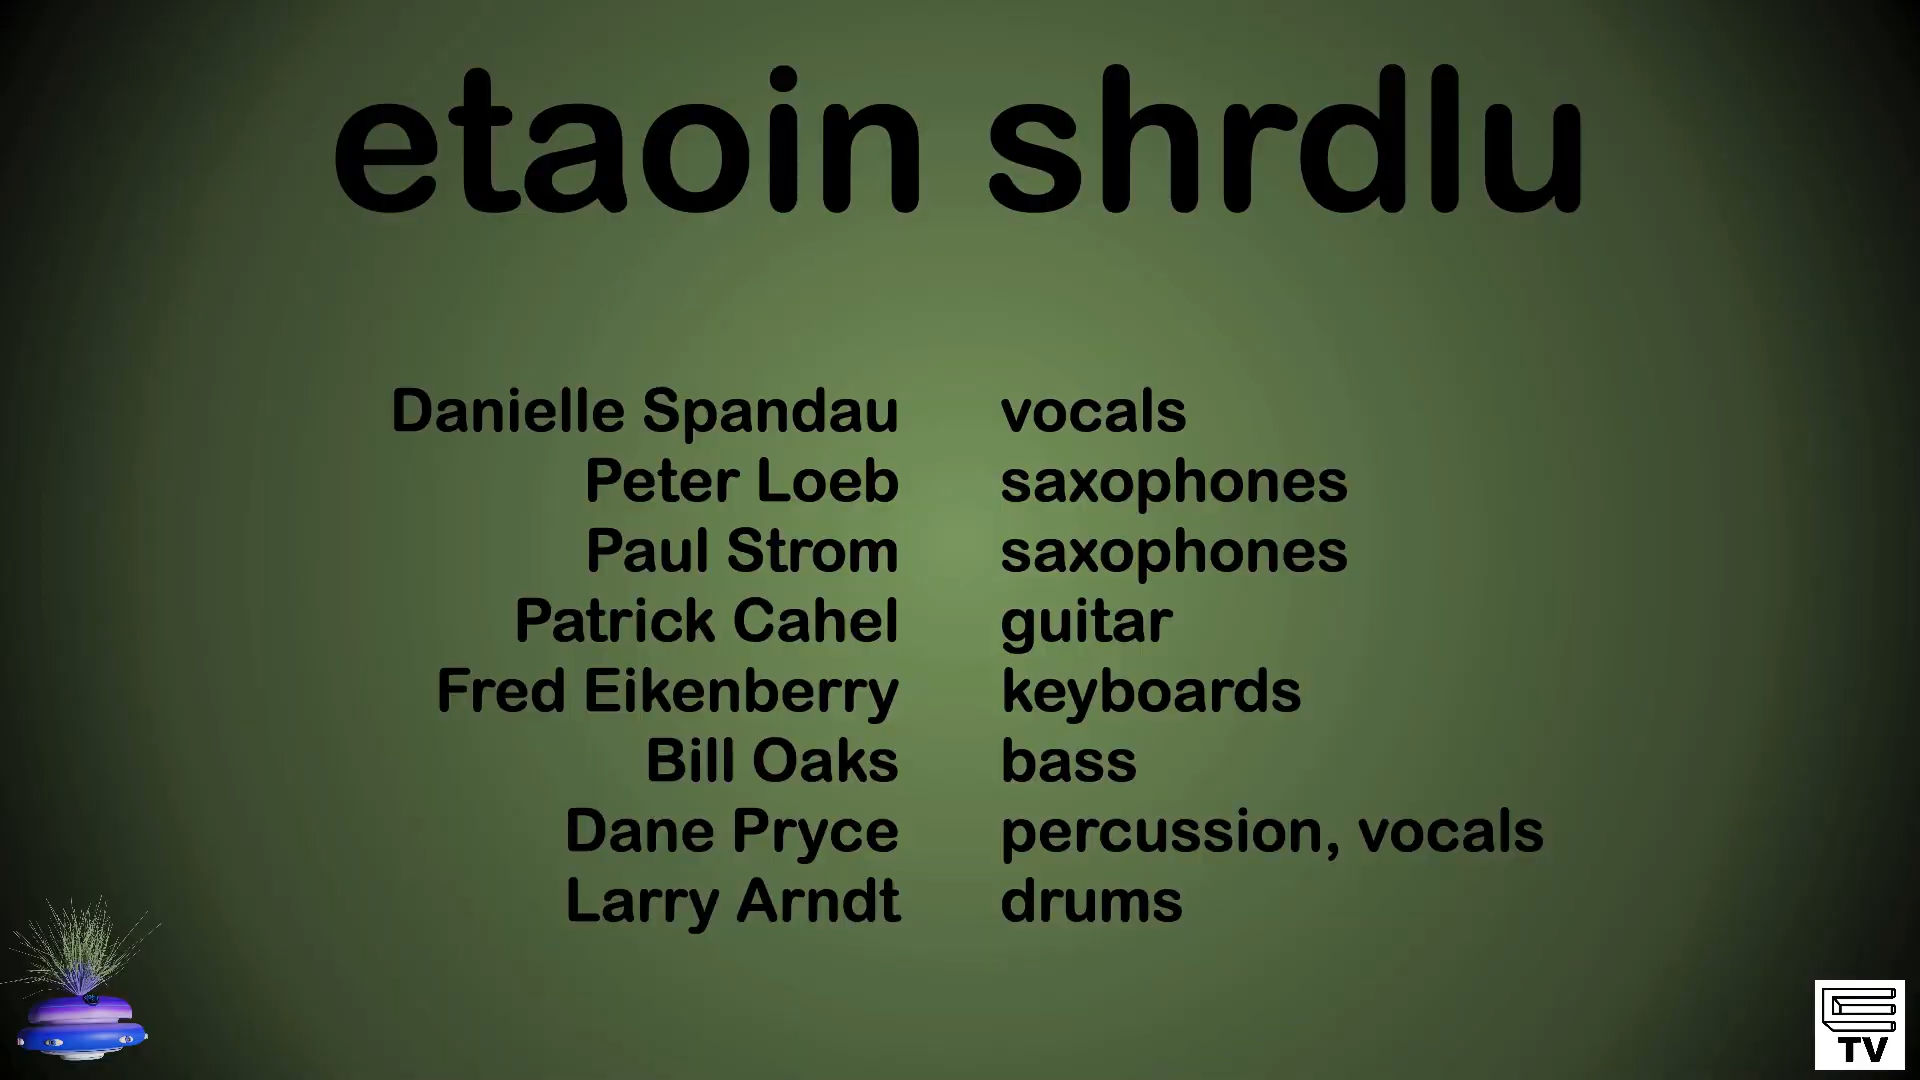 etaoin shrdlu
Danielle Spandau vocals
Peter Loeb saxophones
Paul Strom saxophones
Patrick Cahel guitar
Fred Eikenberry keyboards
Bill Oaks bass
Dane Pryce percussion, vocals
Larry Arndt drums
E
TV